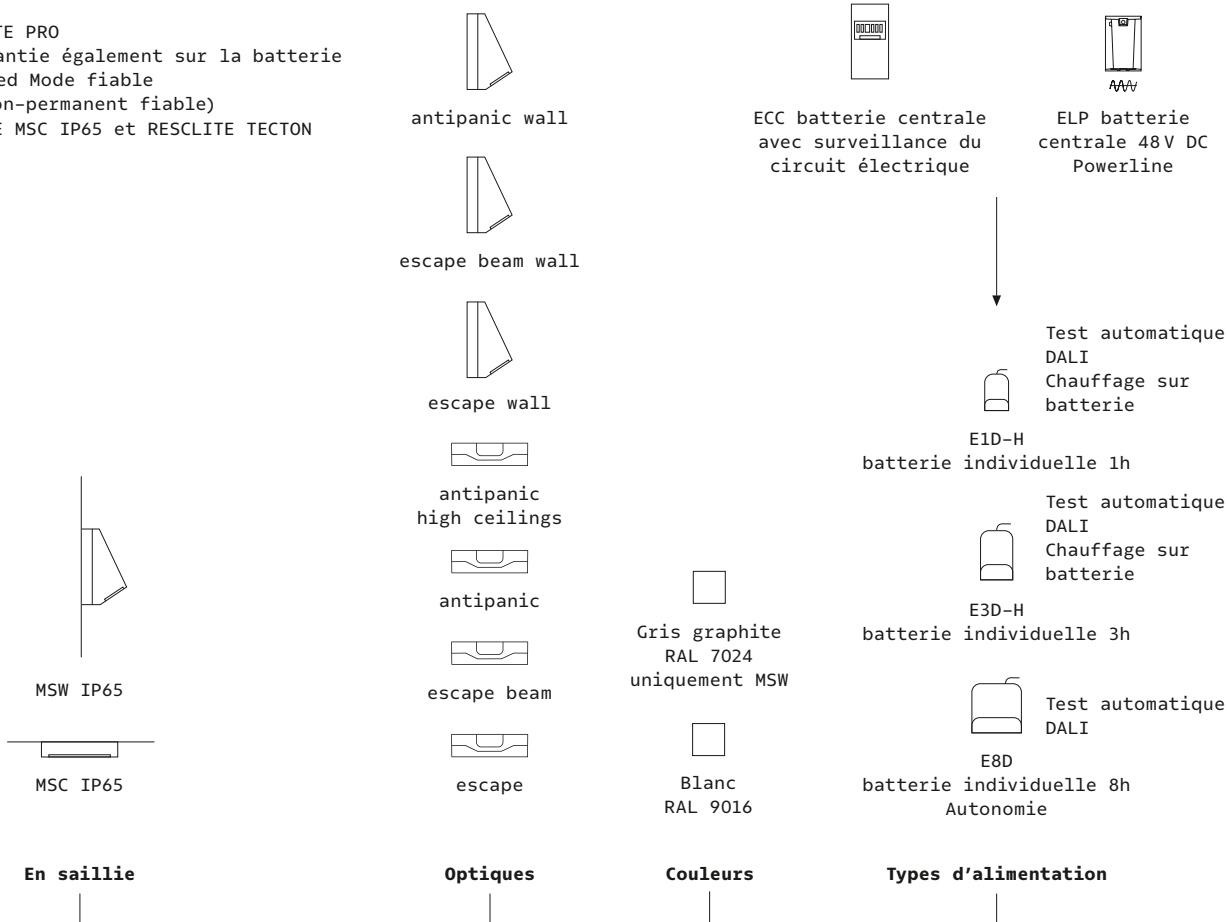 TE PRO
antie également sur la batterie
ed Mode fiable
on-permanent fiable)
E MSC IP65 et RESCLITE TECTON
MSW IP65
MSC IP65
En saillie
antipanic wall
escape beam wall
escape wall
antipanic
high ceilings
antipanic
escape beam
escape
Optiques
Gris graphite
RAL 7024
uniquement MSW
Blanc
RAL 9016
Couleurs
ECC batterie centrale
avec surveillance du
circuit électrique
ELP batterie
centrale 48 V DC
Powerline
Test automatique
DALI
Chauffage sur
batterie
E1D-H
batterie individuelle 1h
Test automatique
DALI
Chauffage sur
batterie
E3D-H
batterie individuelle 3h
Test automatique
DALI
E8D
batterie individuelle 8h
Autonomie
Types d'alimentation